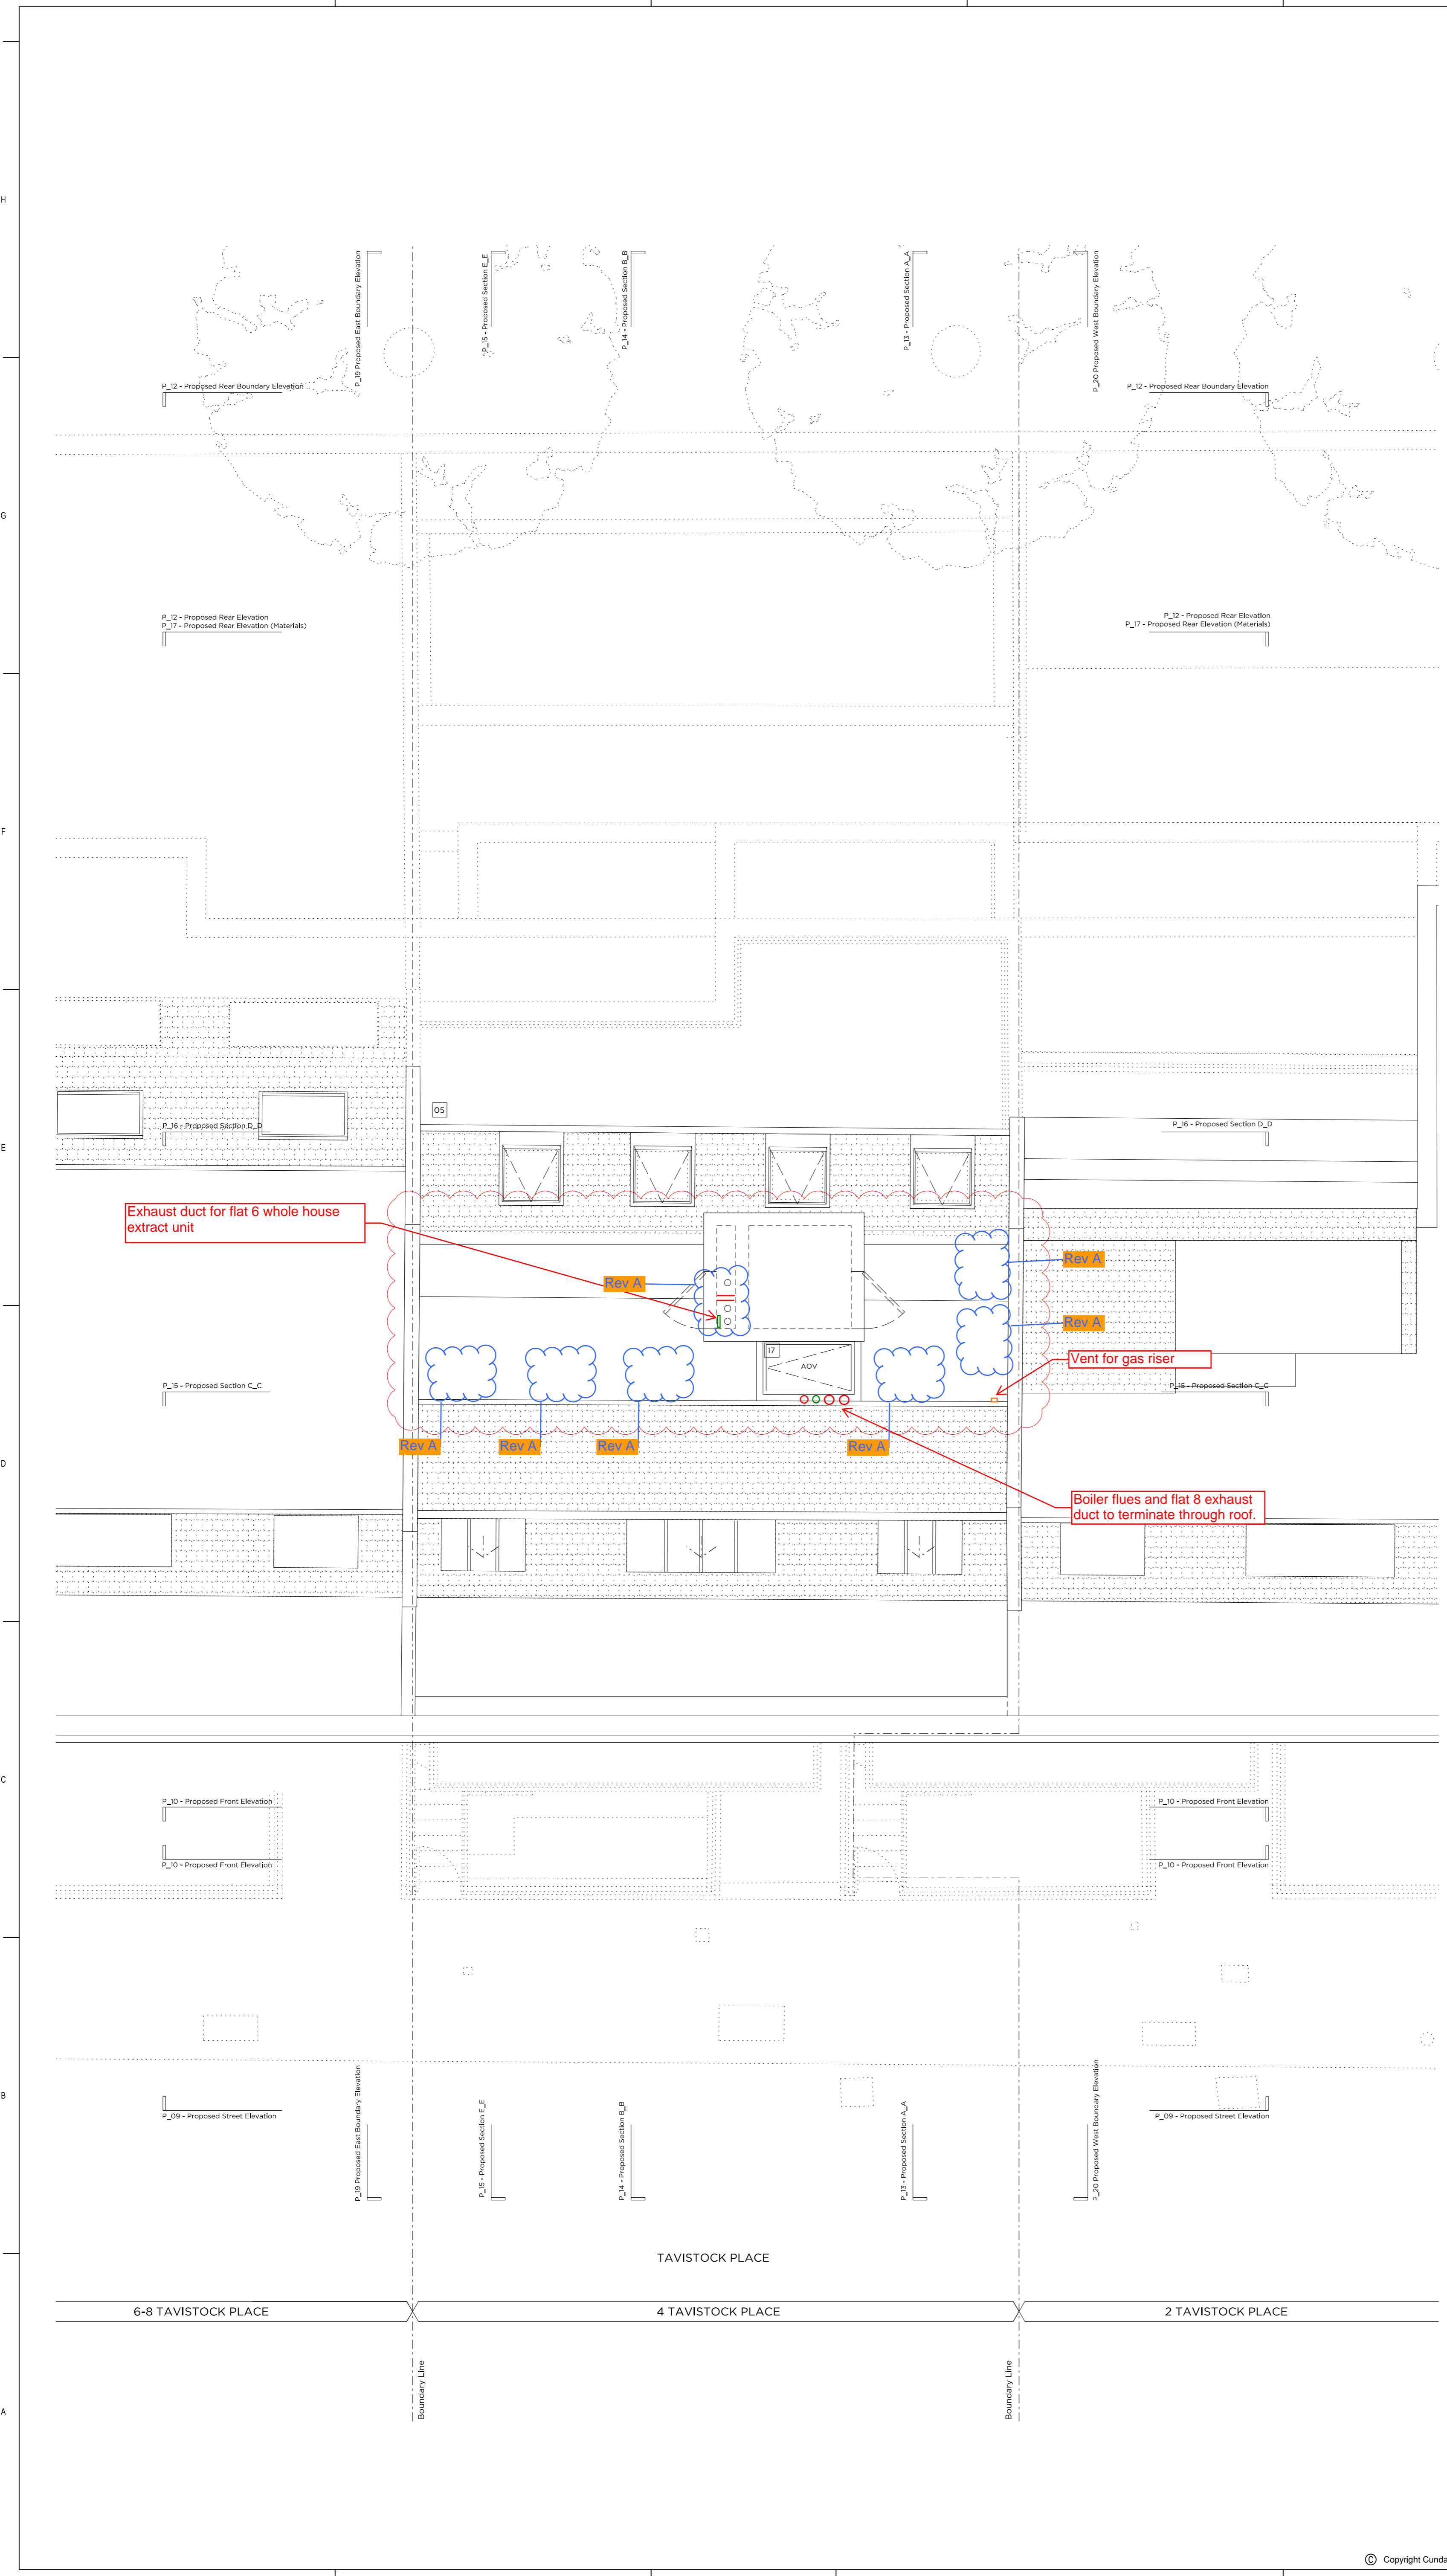 H
P_19 Proposed East Boundary Elevation
P_15 - Proposed Section E_E
P_14 - Proposed Section B_B
P_13 - Proposed Section A_A
P_20 Proposed West Boundary Elevation
P_12 - Proposed Rear Boundary Elevation
P_12 - Proposed Rear Boundary Elevation
G
P_12 - Proposed Rear Elevation
P_17 - Proposed Rear Elevation (Materials)
P_12 - Proposed Rear Elevation
P_17 - Proposed Rear Elevation (Materials)
F
05
E
P_16 - Proposed Section D_D
P_16 - Proposed Section D_D
Exhaust duct for flat 6 whole house
extract unit
Rev A
Rev A
Rev A
17
AOV
Vent for gas riser
P_15 - Proposed Section C_C
P_15 - Proposed Section C_C
Rev A
Rev A
Rev A
Rev A
D
Boiler flues and flat 8 exhaust
duct to terminate through roof.
C
P_10 - Proposed Front Elevation
P_10 - Proposed Front Elevation
P_10 - Proposed Front Elevation
P_10 - Proposed Front Elevation
B
P_09 - Proposed Street Elevation
P_09 - Proposed Street Elevation
P_19 Proposed East Boundary Elevation
P_15 - Proposed Section E_E
P_14 - Proposed Section B_B
P_13 - Proposed Section A_A
P_20 Proposed West Boundary Elevation
TAVISTOCK PLACE
6-8 TAVISTOCK PLACE
4 TAVISTOCK PLACE
2 TAVISTOCK PLACE
Boundary Line
Boundary Line
A
© Copyright Cunda